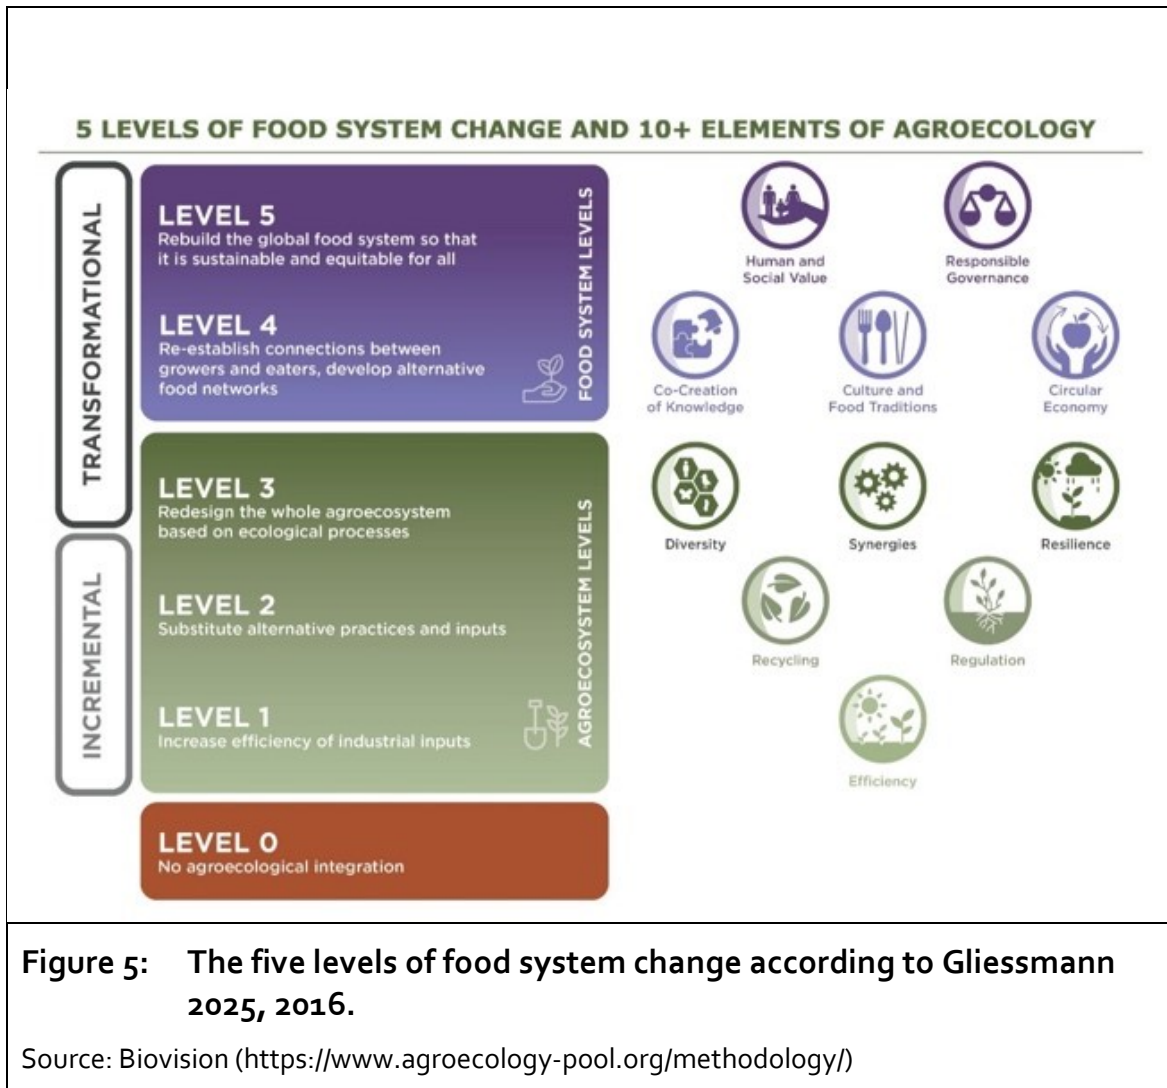 5 LEVELS OF FOOD SYSTEM CHANGE AND 10+ ELEMENTS OF AGROECOLOGY
TRANSFORMATIONAL
INCREMENTAL
LEVEL 5
Rebuild the global food system so that
it is sustainable and equitable for all
LEVEL 4
Re-establish connections between
growers and eaters, develop alternative
food networks
FOOD SYSTEM LEVELS
LEVEL 3
Redesign the whole agroecosystem
based on ecological processes
LEVEL 2
Substitute alternative practices and inputs
LEVEL 1
Increase efficiency of industrial inputs
AGROECOSYSTEM LEVELS
LEVEL 0
No agroecological integration
Human and
Social Value
Responsible
Governance
Co-Creation
of Knowledge
Culture and
Food Traditions
Circular
Economy
Diversity
Synergies
Resilience
Recycling
Regulation
Efficiency
Figure 5: The five levels of food system change according to Gliessmann
2025, 2016.
Source: Biovision (https://www.agroecology-pool.org/methodology/)